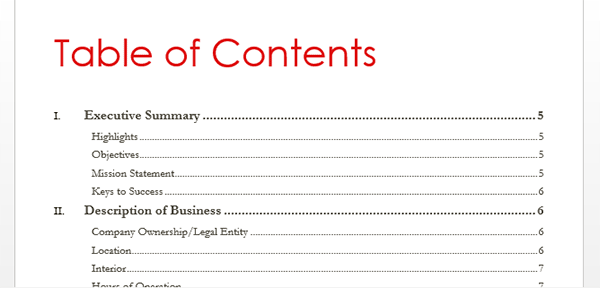 Table of Contents
I. Executive Summary ........ 5
Highlights ........ 5
Objectives ........ 5
Mission Statement ........ 5
Keys to Success ........ 6
II. Description of Business ........ 6
Company Ownership/Legal Entity ........ 6
Location ........ 6
Interior ........ 7
Hours of Operation ........ 7